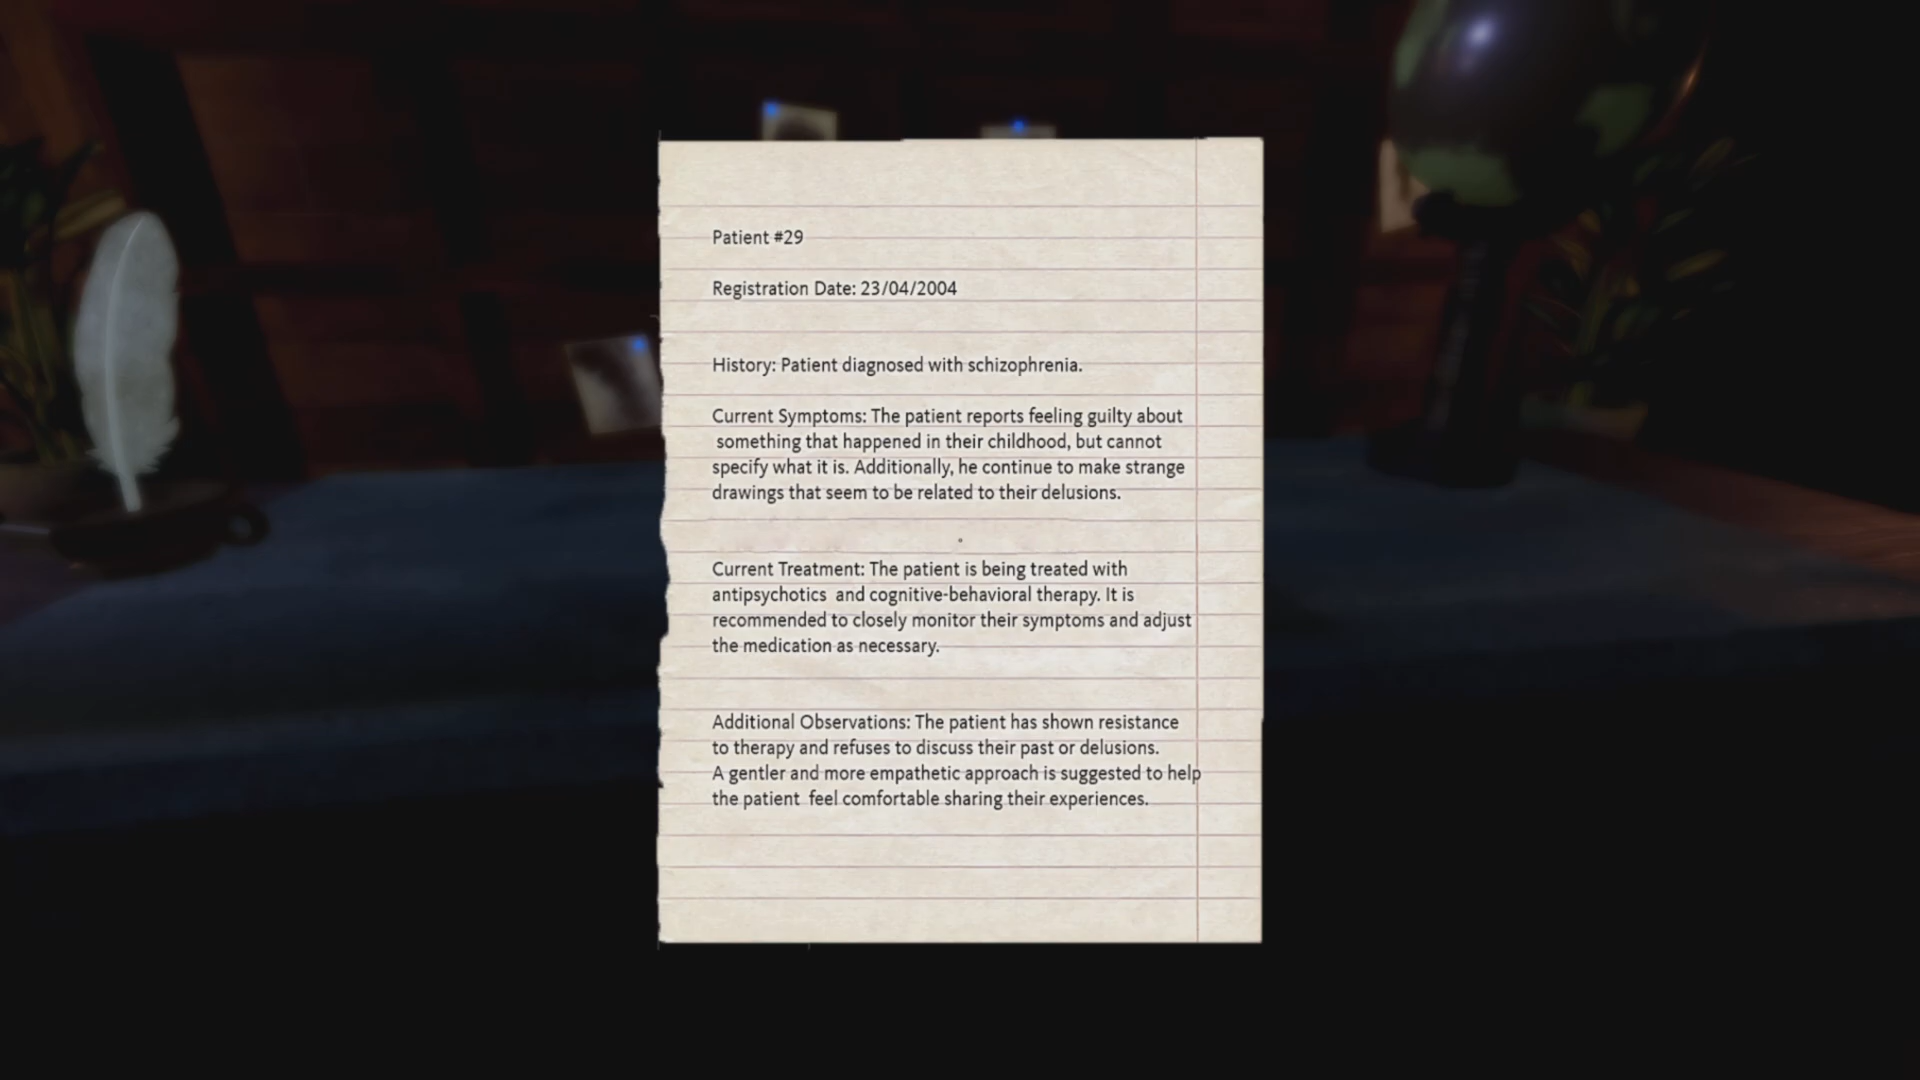 Patient #29
Registration Date: 23/04/2004
History: Patient diagnosed with schizophrenia.
Current Symptoms: The patient reports feeling guilty about
something that happened in their childhood, but cannot
specify what it is. Additionally, he continue to make strange
drawings that seem to be related to their delusions.
Current Treatment: The patient is being treated with
antipsychotics  and cognitive-behavioral therapy. It is
recommended to closely monitor their symptoms and adjust
the medication as necessary.
Additional Observations: The patient has shown resistance
to therapy and refuses to discuss their past or delusions.
A gentler and more empathetic approach is suggested to help
the patient  feel comfortable sharing their experiences.